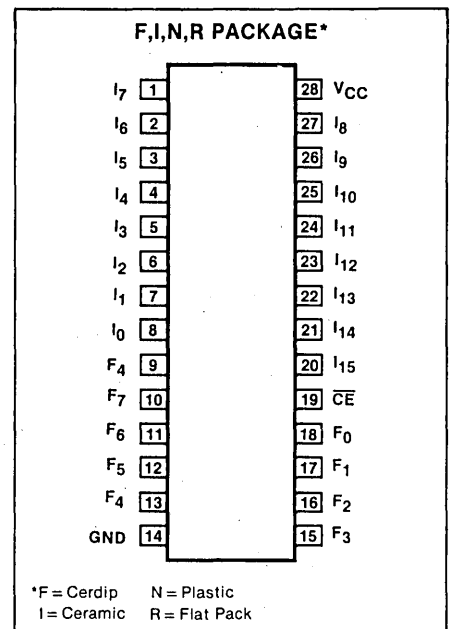 F,I,N,R PACKAGE*
I7 1 28 VCC
I6 2 27 I8
I5 3 26 I9
I4 4 25 I10
I3 5 24 I11
I2 6 23 I12
I1 7 22 I13
I0 8 21 I14
F4 9 20 I15
F7 10 19 C̅E̅
F6 11 18 F0
F5 12 17 F1
F4 13 16 F2
GND 14 15 F3
*F = Cerdip N = Plastic
I = Ceramic R = Flat Pack